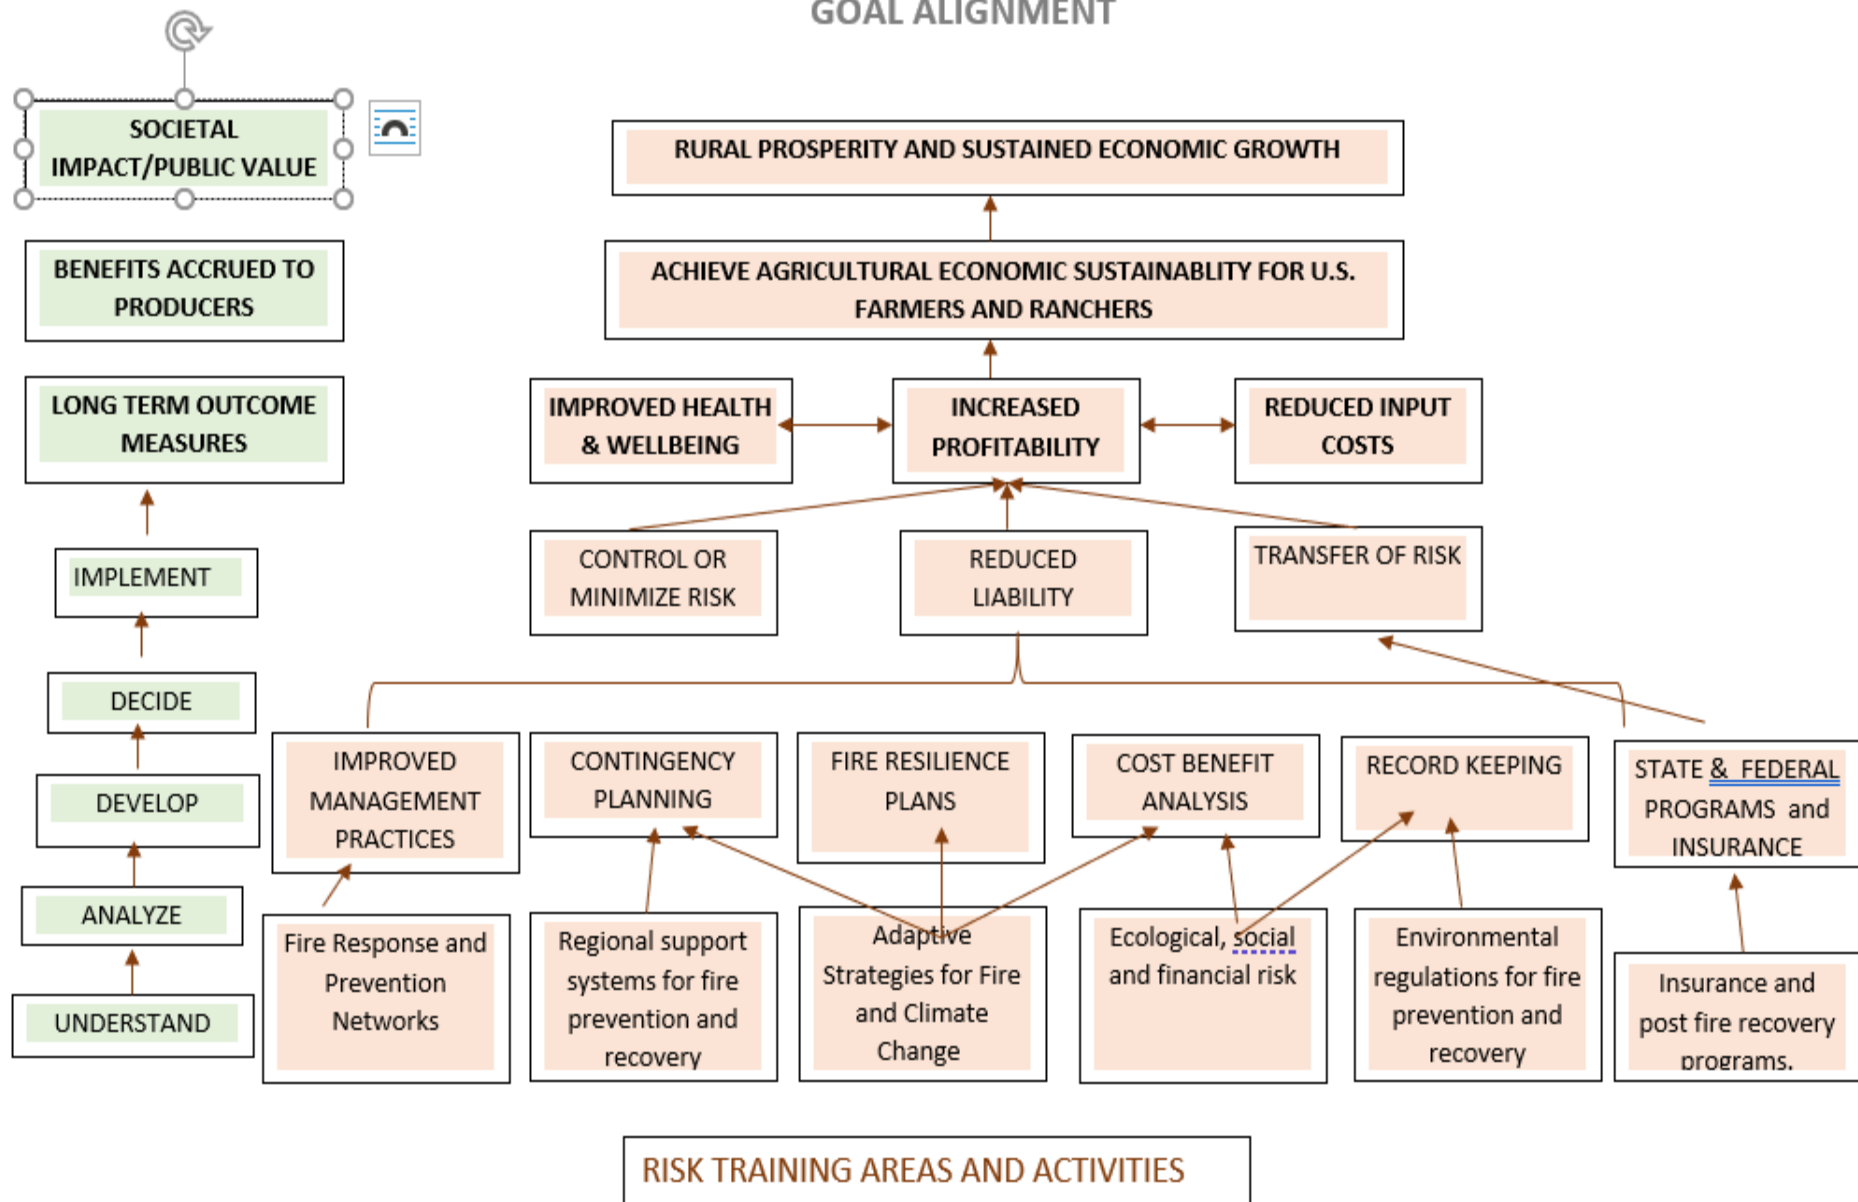 GOAL ALIGNMENT
SOCIETAL
IMPACT/PUBLIC VALUE
RURAL PROSPERITY AND SUSTAINED ECONOMIC GROWTH
BENEFITS ACCRUED TO
PRODUCERS
ACHIEVE AGRICULTURAL ECONOMIC SUSTAINABLITY FOR U.S.
FARMERS AND RANCHERS
LONG TERM OUTCOME
MEASURES
IMPROVED HEALTH
& WELLBEING
INCREASED
PROFITABILITY
REDUCED INPUT
COSTS
IMPLEMENT
CONTROL OR
MINIMIZE RISK
REDUCED
LIABILITY
TRANSFER OF RISK
DECIDE
DEVELOP
IMPROVED
MANAGEMENT
PRACTICES
CONTINGENCY
PLANNING
FIRE RESILIENCE
PLANS
COST BENEFIT
ANALYSIS
RECORD KEEPING
STATE & FEDERAL
PROGRAMS and
INSURANCE
ANALYZE
UNDERSTAND
Fire Response and
Prevention
Networks
Regional support
systems for fire
prevention and
recovery
Adaptive
Strategies for Fire
and Climate
Change
Ecological, social
and financial risk
Environmental
regulations for fire
prevention and
recovery
Insurance and
post fire recovery
programs.
RISK TRAINING AREAS AND ACTIVITIES